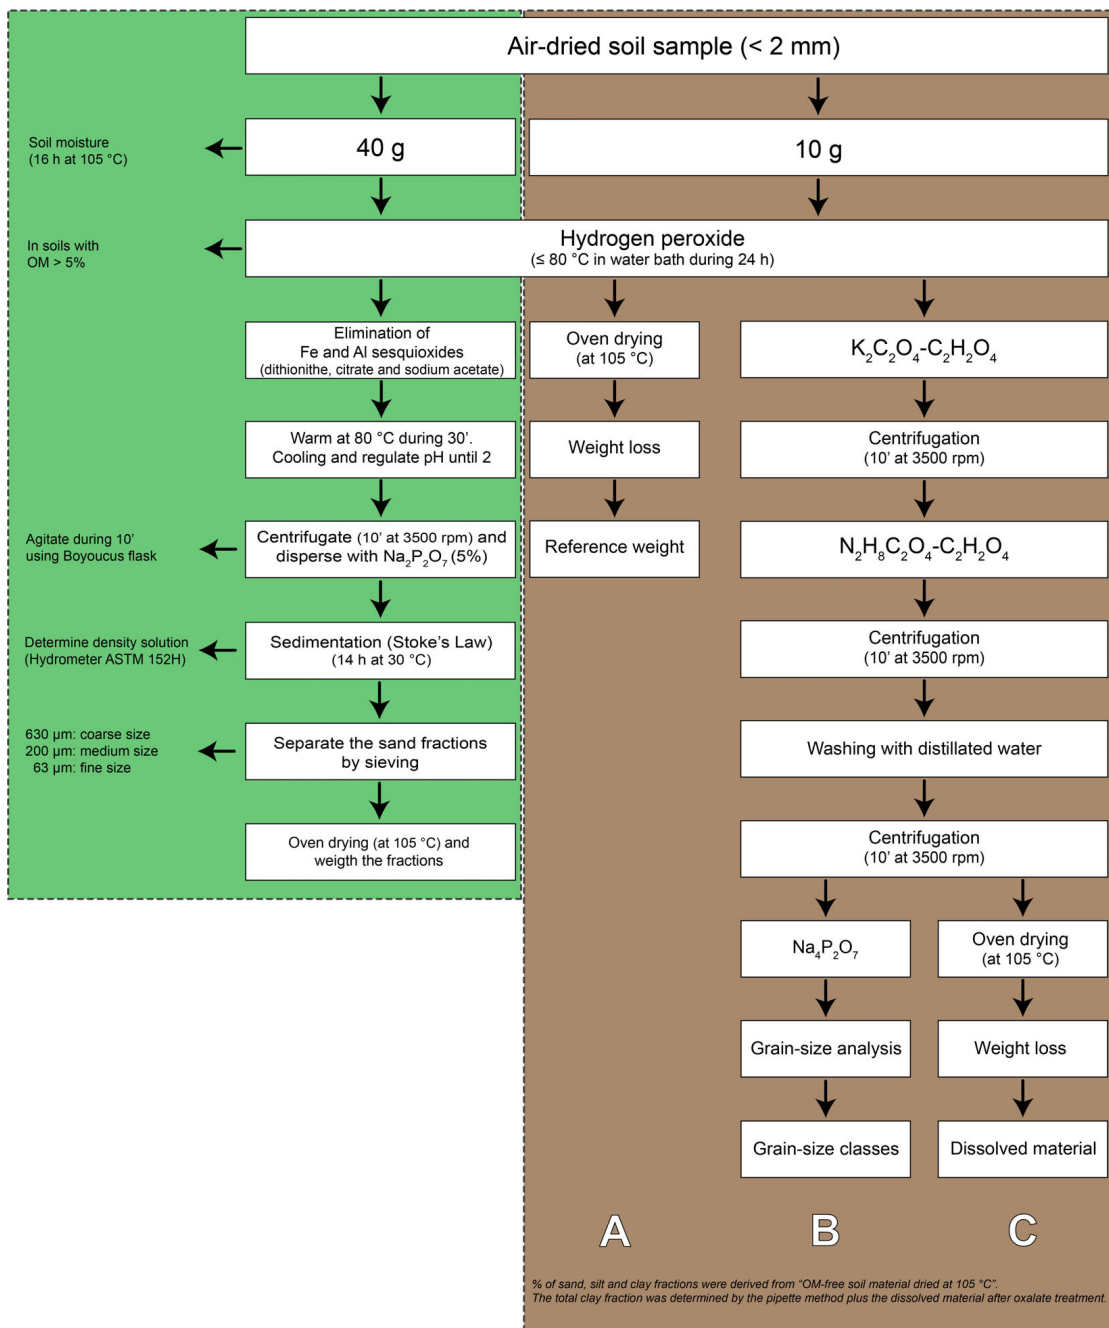 Air-dried soil sample (< 2 mm)
Soil moisture
(16 h at 105 °C)
40 g
10 g
In soils with
OM > 5%
Hydrogen peroxide
(≤ 80 °C in water bath during 24 h)
Elimination of
Fe and Al sesquioxides
(dithionithe, citrate and sodium acetate)
Oven drying
(at 105 °C)
K₂C₂O₄-C₂H₂O₄
Warm at 80 °C during 30’.
Cooling and regulate pH until 2
Weight loss
Centrifugation
(10’ at 3500 rpm)
Agitate during 10’
using Boyoucus flask
Centrifugate (10’ at 3500 rpm) and
disperse with Na₂P₂O₇ (5%)
Reference weight
N₂H₈C₂O₄-C₂H₂O₄
Determine density solution
(Hydrometer ASTM 152H)
Sedimentation (Stoke’s Law)
(14 h at 30 °C)
Centrifugation
(10’ at 3500 rpm)
630 µm: coarse size
200 µm: medium size
63 µm: fine size
Separate the sand fractions
by sieving
Washing with distillated water
Oven drying (at 105 °C) and
weigth the fractions
Centrifugation
(10’ at 3500 rpm)
Na₄P₂O₇
Oven drying
(at 105 °C)
Grain-size analysis
Weight loss
Grain-size classes
Dissolved material
A
B
C
% of sand, silt and clay fractions were derived from “OM-free soil material dried at 105 °C”.
The total clay fraction was determined by the pipette method plus the dissolved material after oxalate treatment.